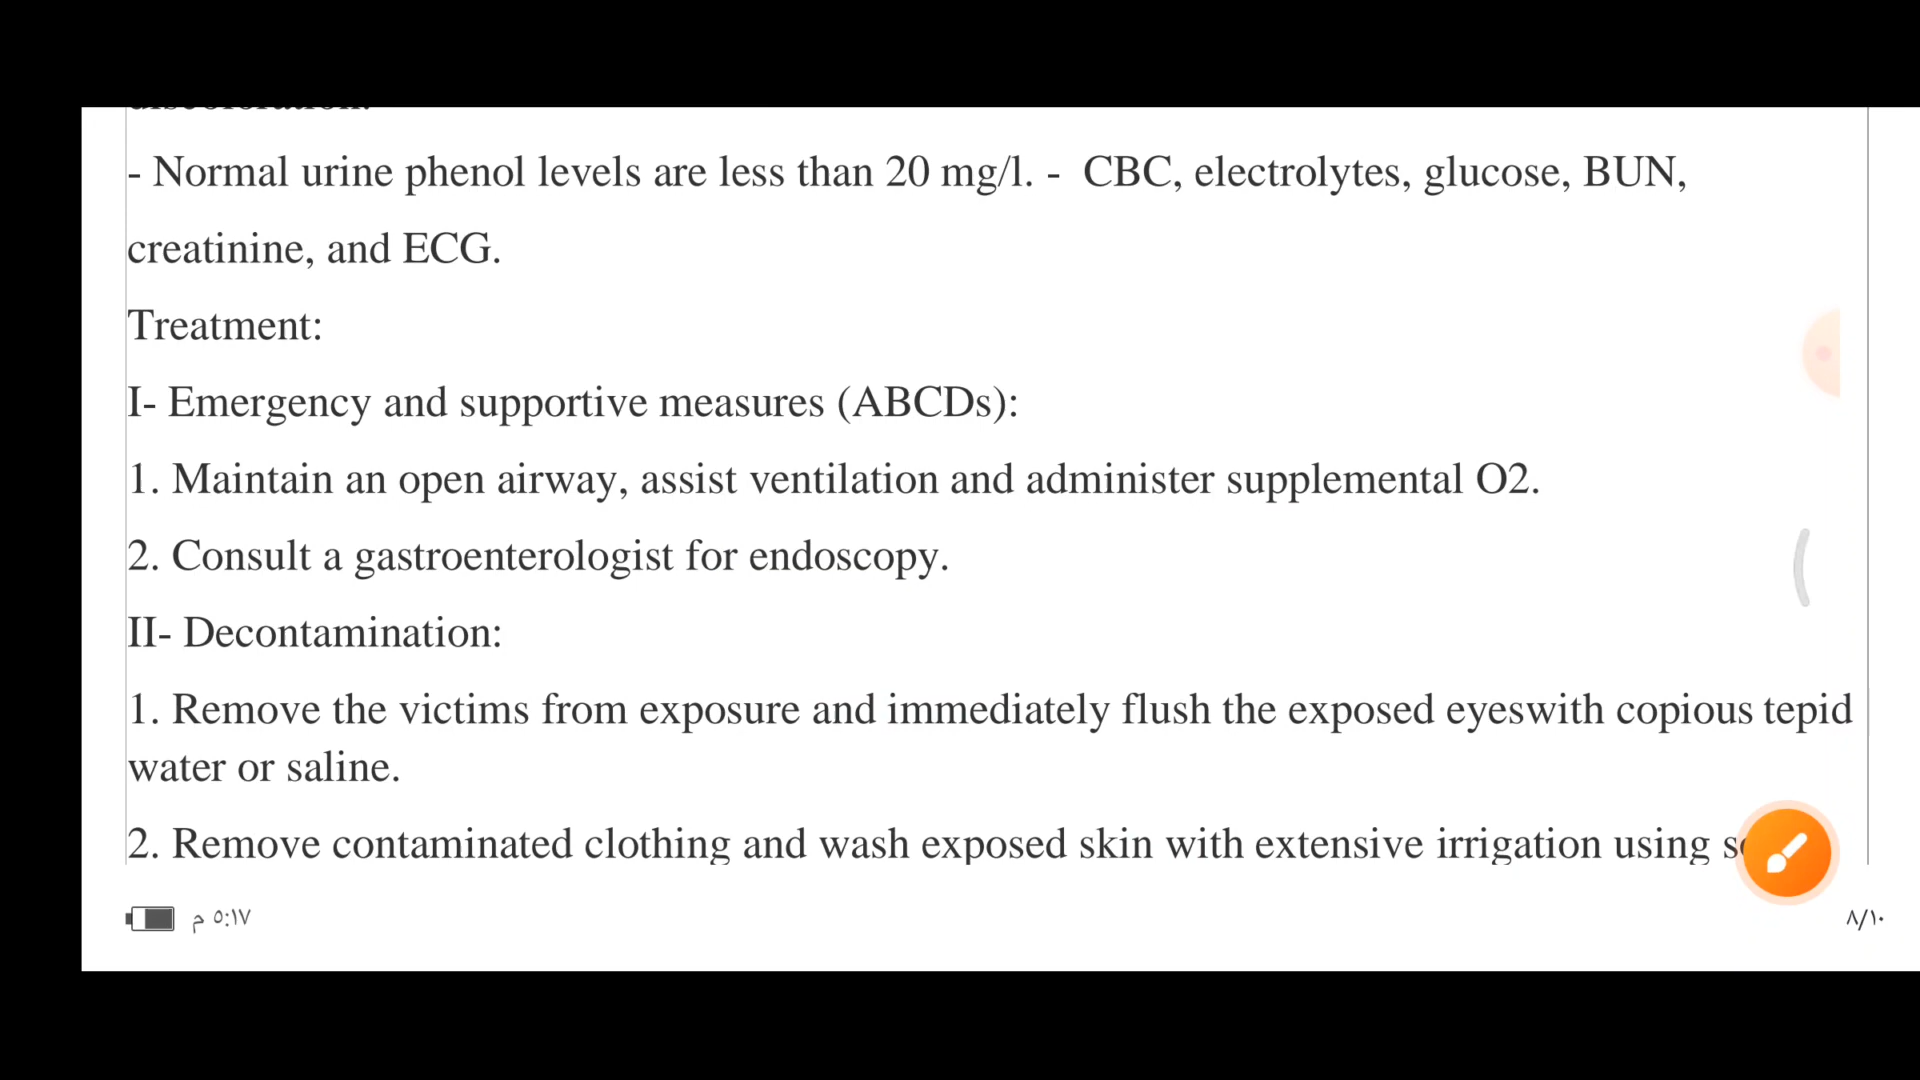 - Normal urine phenol levels are less than 20 mg/l. -  CBC, electrolytes, glucose, BUN,
creatinine, and ECG.
Treatment:
I- Emergency and supportive measures (ABCDs):
1. Maintain an open airway, assist ventilation and administer supplemental O2.
2. Consult a gastroenterologist for endoscopy.
II- Decontamination:
1. Remove the victims from exposure and immediately flush the exposed eyeswith copious tepid
water or saline.
2. Remove contaminated clothing and wash exposed skin with extensive irrigation using
٥:١٧ م
٨/١٠